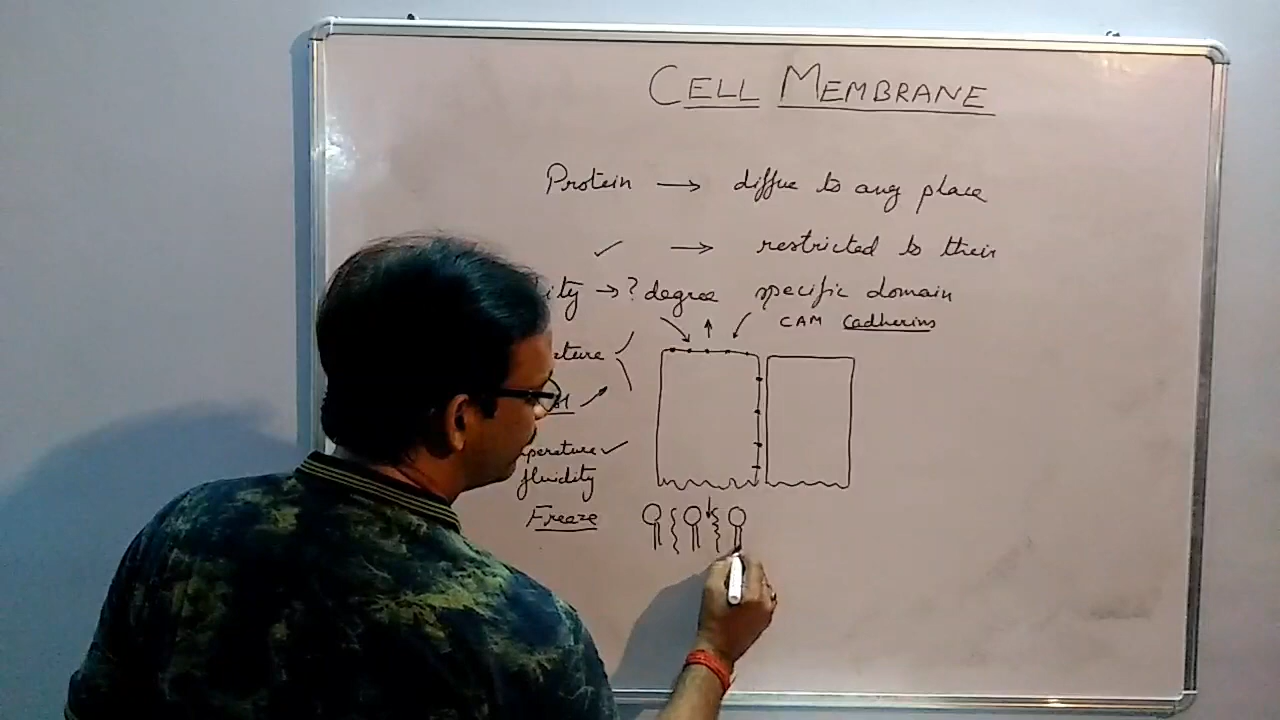 CELL MEMBRANE
Protein → diffue to any place
✓ → restricted to their
→ ? degree specific domain
CAM Cadherins
fluidity
Freeze